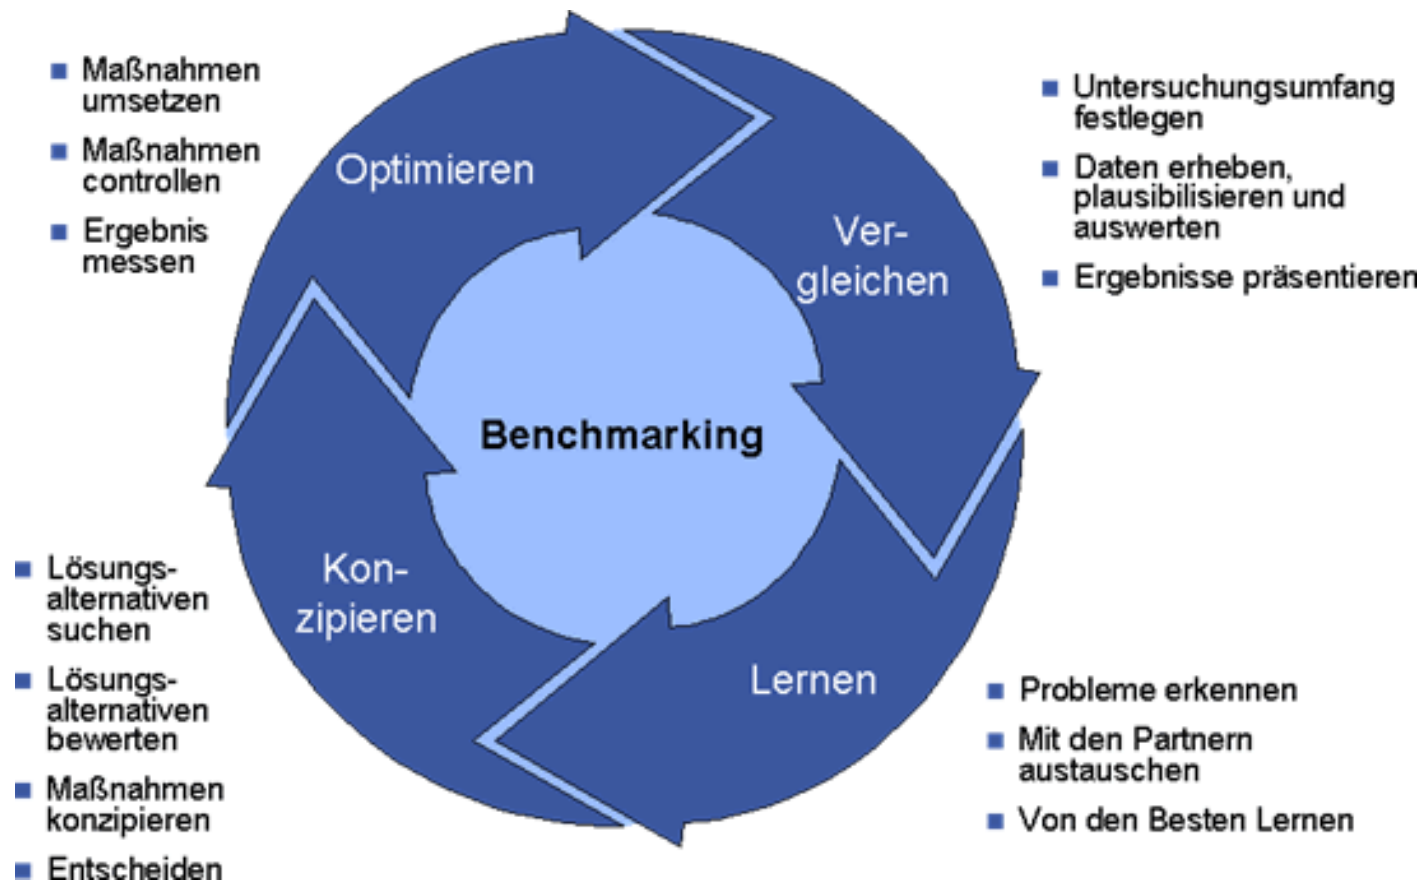 Maßnahmen
umsetzen
Maßnahmen
controllen
Ergebnis
messen
Optimieren
Untersuchungsumfang
festlegen
Daten erheben,
plausibilisieren und
auswerten
Ergebnisse präsentieren
Ver-
gleichen
Benchmarking
Kon-
zipieren
Lösungs-
alternativen
suchen
Lösungs-
alternativen
bewerten
Maßnahmen
konzipieren
Entscheiden
Lernen
Probleme erkennen
Mit den Partnern
austauschen
Von den Besten Lernen